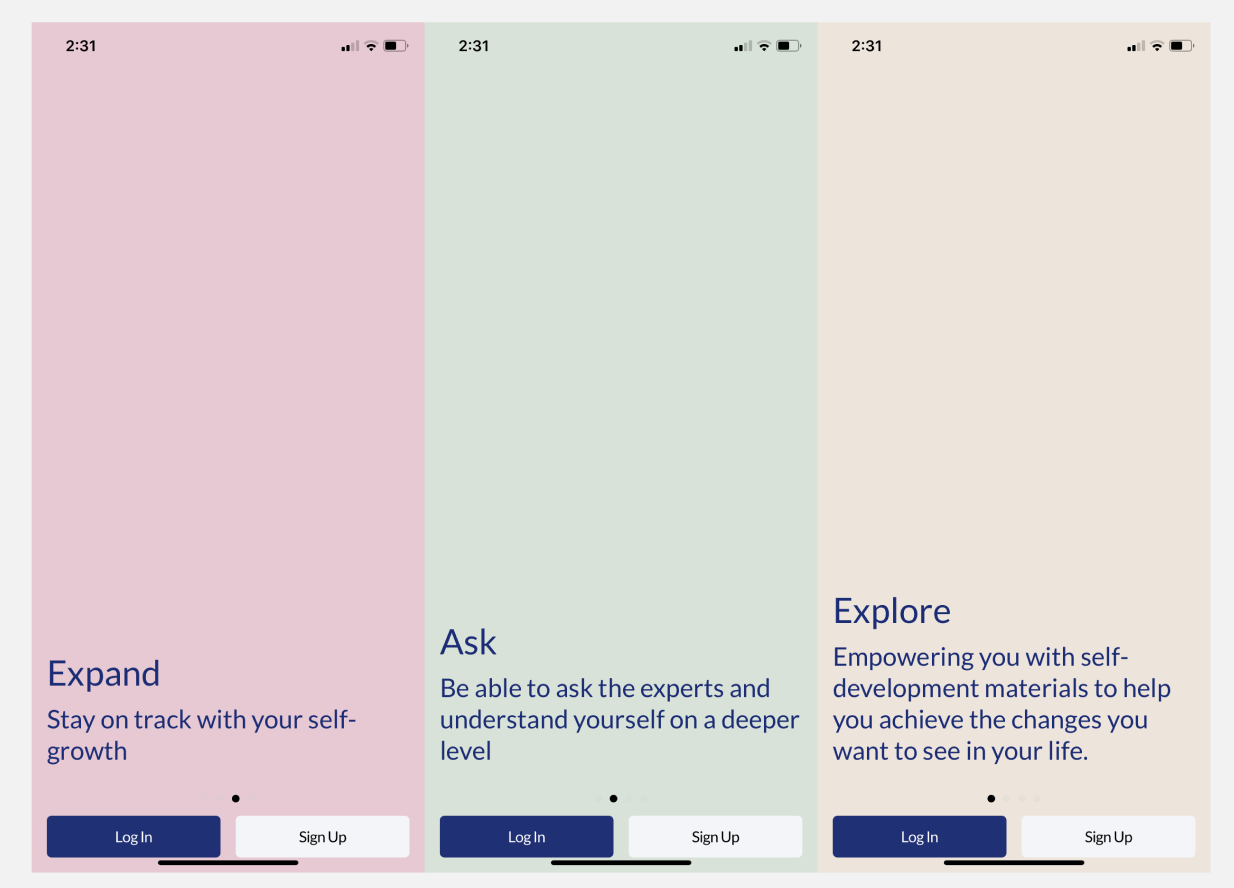 2:31
Expand
Stay on track with your self-
growth
Log In
Sign Up
2:31
Ask
Be able to ask the experts and
understand yourself on a deeper
level
Log In
Sign Up
2:31
Explore
Empowering you with self-
development materials to help
you achieve the changes you
want to see in your life.
Log In
Sign Up